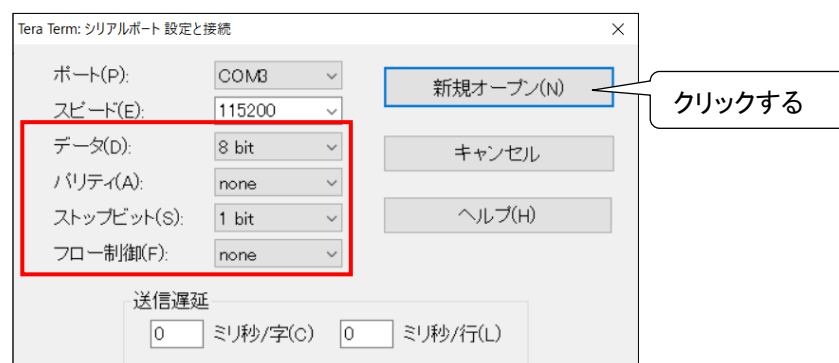 Tera Term: シリアルポート 設定と接続
ポート(P): COM3 新規オープン(N)
クリックする
スピード(E): 115200
データ(D): 8 bit キャンセル
パリティ(A): none
ストップビット(S): 1 bit ヘルプ(H)
フロー制御(F): none
送信遅延
0 ミリ秒/字(C) 0 ミリ秒/行(L)